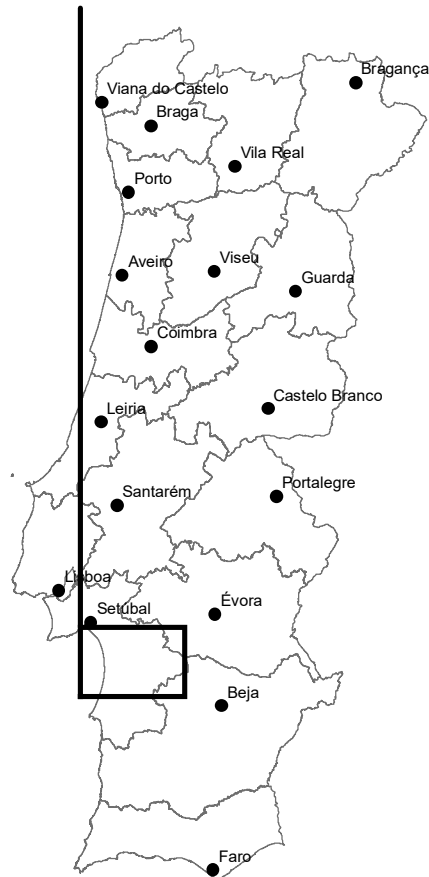 Bragança
Viana do Castelo
Braga
Vila Real
Porto
Aveiro
Viseu
Guarda
Coimbra
Castelo Branco
Leiria
Portalegre
Santarém
Lisboa
Setúbal
Évora
Beja
Faro